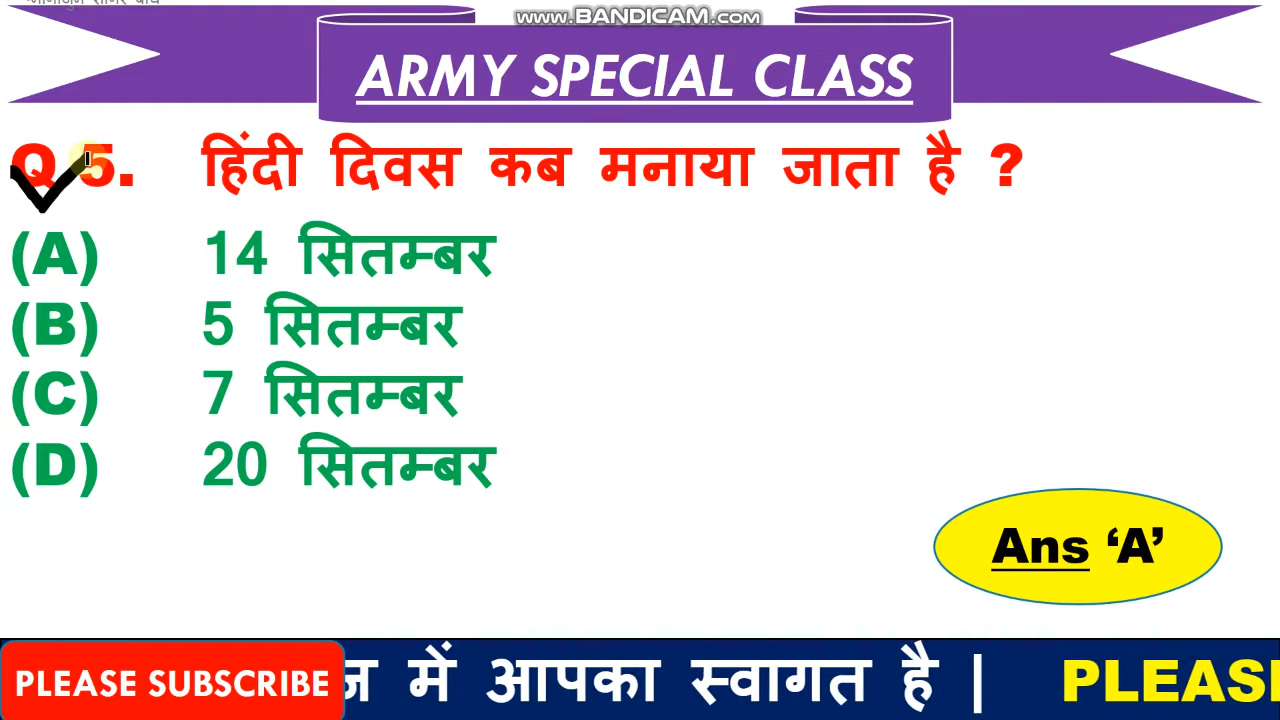 WWW.BANDICAM.COM
ARMY SPECIAL CLASS
Q 5. हिंदी दिवस कब मनाया जाता है ?
(A) 14 सितम्बर
(B) 5 सितम्बर
(C) 7 सितम्बर
(D) 20 सितम्बर
Ans ‘A’
PLEASE SUBSCRIBE में आपका स्वागत है |